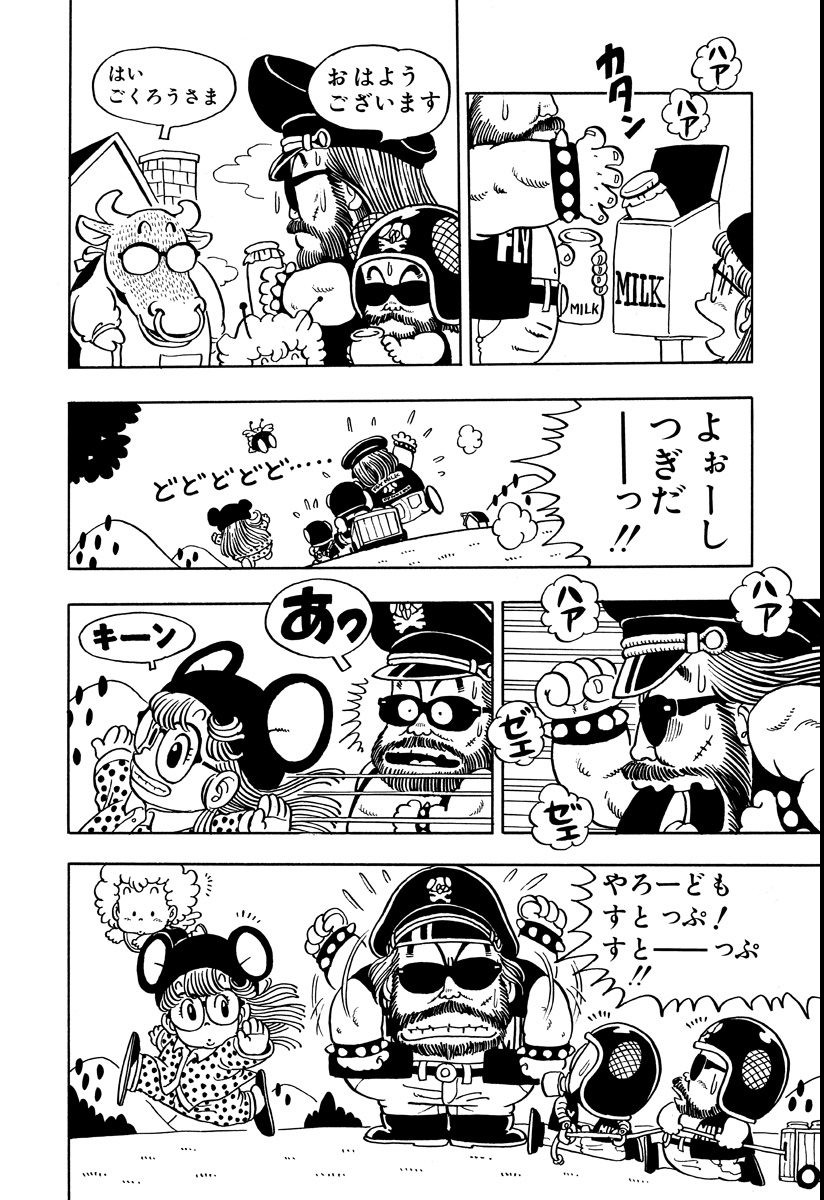 ハア
ハア
カタン
FLY
MILK
MILK
おはよう
ございます
はい
ごくろうさま
よぉーし
つぎだ
ーっ!!
どどどどど・・・・・
ハア
ハア
ゼエ
ゼエ
あっ
キーン
やろーども
すとっぷ!
すとーっぷ
!!